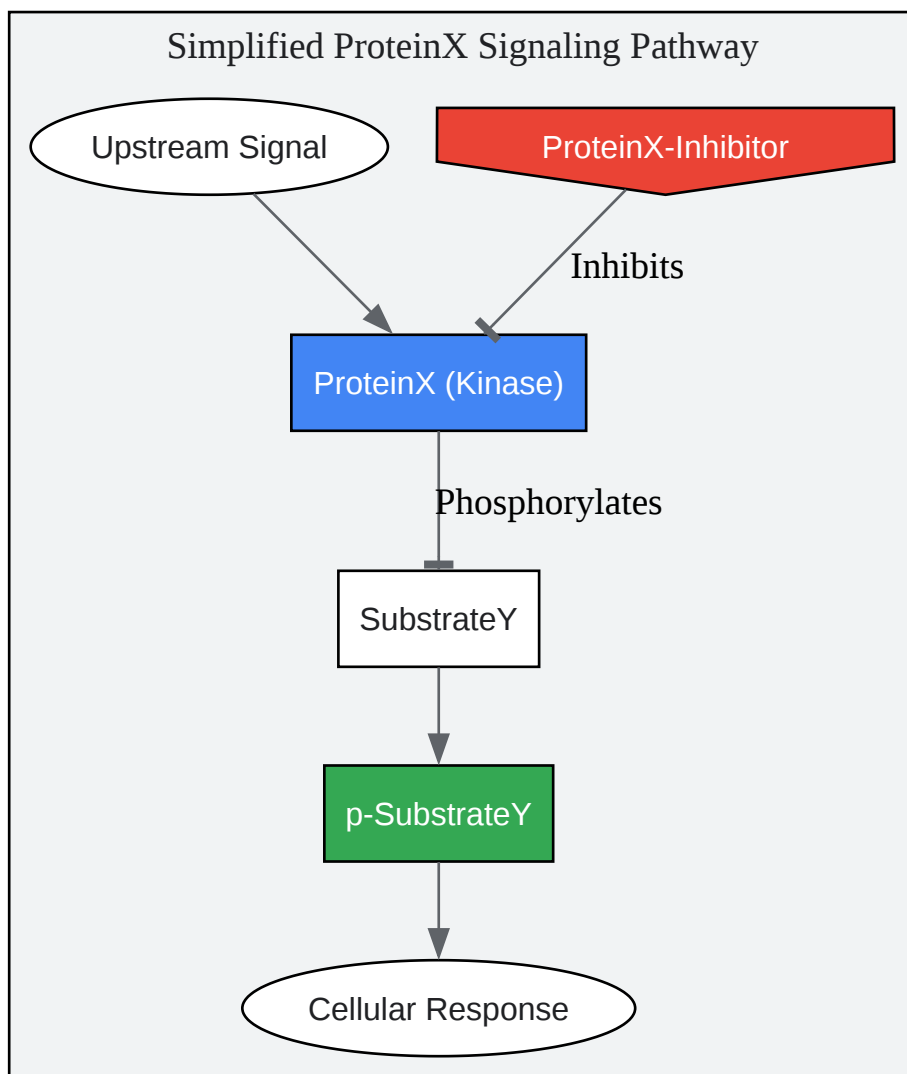 Simplified ProteinX Signaling Pathway
Upstream Signal
ProteinX-Inhibitor
Inhibits
ProteinX (Kinase)
Phosphorylates
SubstrateY
p-SubstrateY
Cellular Response